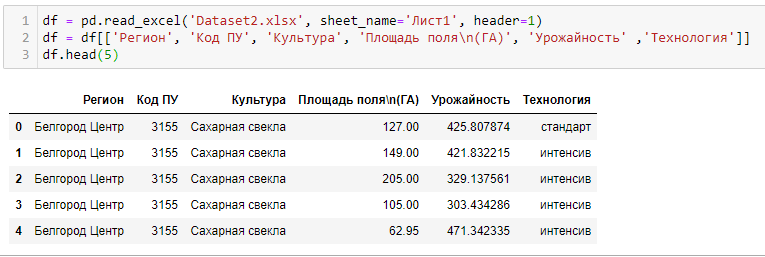 1 df = pd.read_excel('Dataset2.xlsx', sheet_name='Лист1', header=1)
2 df = df[['Регион', 'Код ПУ', 'Культура', 'Площадь поля\n(ГА)', 'Урожайность' ,'Технология']]
3 df.head(5)
Регион Код ПУ Культура Площадь поля\n(ГА) Урожайность Технология
0 Белгород Центр 3155 Сахарная свекла 127.00 425.807874 стандарт
1 Белгород Центр 3155 Сахарная свекла 149.00 421.832215 интенсив
2 Белгород Центр 3155 Сахарная свекла 205.00 329.137561 интенсив
3 Белгород Центр 3155 Сахарная свекла 105.00 303.434286 интенсив
4 Белгород Центр 3155 Сахарная свекла 62.95 471.342335 интенсив